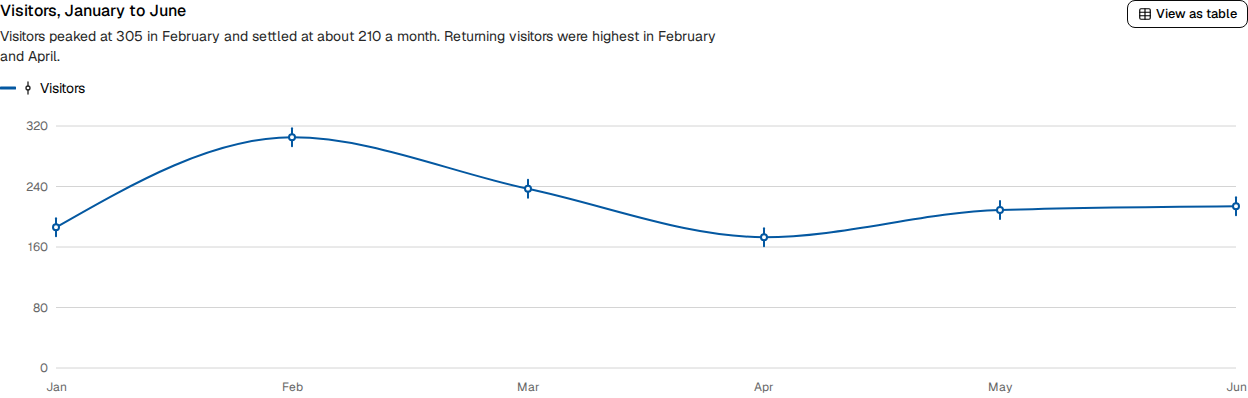 Visitors, January to June
View as table
Visitors peaked at 305 in February and settled at about 210 a month. Returning visitors were highest in February
and April.
Visitors
320
240
160
80
0
Jan
Feb
Mar
Apr
May
Jun